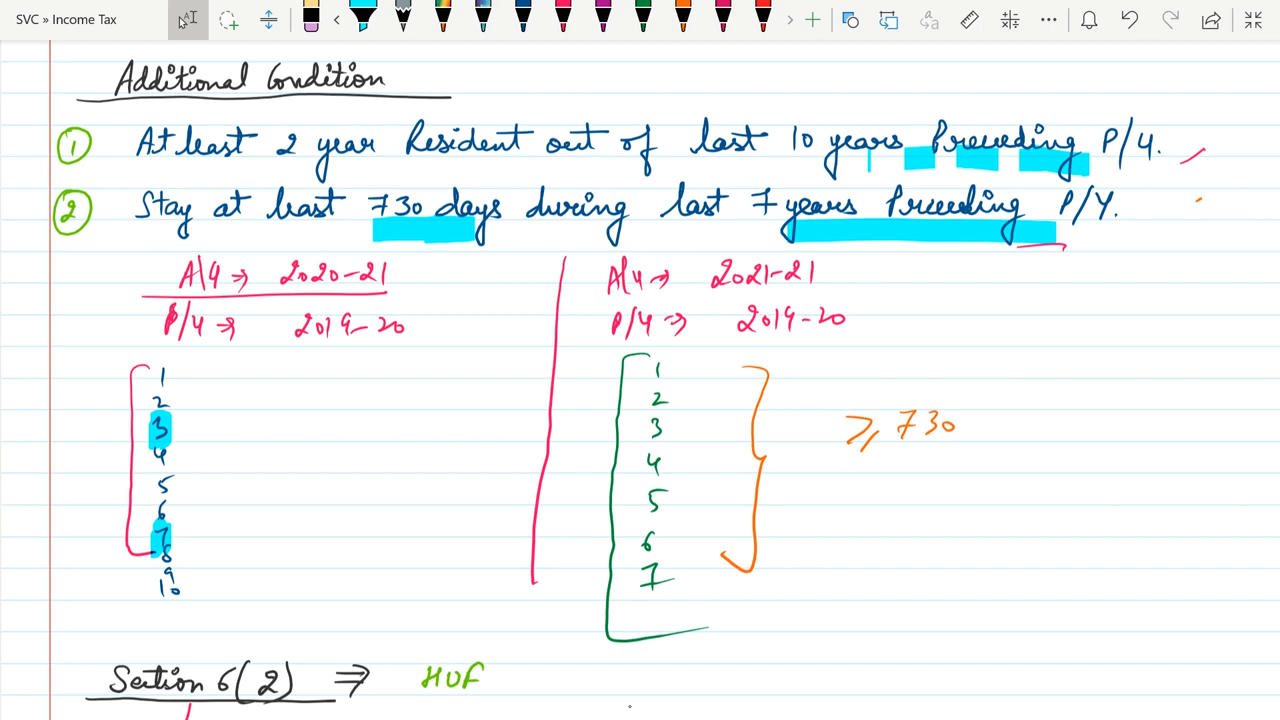 SVC » Income Tax
Additional Condition
① At least 2 year Resident out of last 10 years Preceeding P/Y.
② Stay at least 730 days during last 7 years Preceeding P/Y.
A|Y ⇒ 2020-21
P/Y ⇒ 2019-20
1
2
3
4
5
6
7
8
9
10
A|Y ⇒ 2021-21
P/Y ⇒ 2019-20
1
2
3
4
5
6
7
≥ 730
Section 6(2) ⇒ HUF